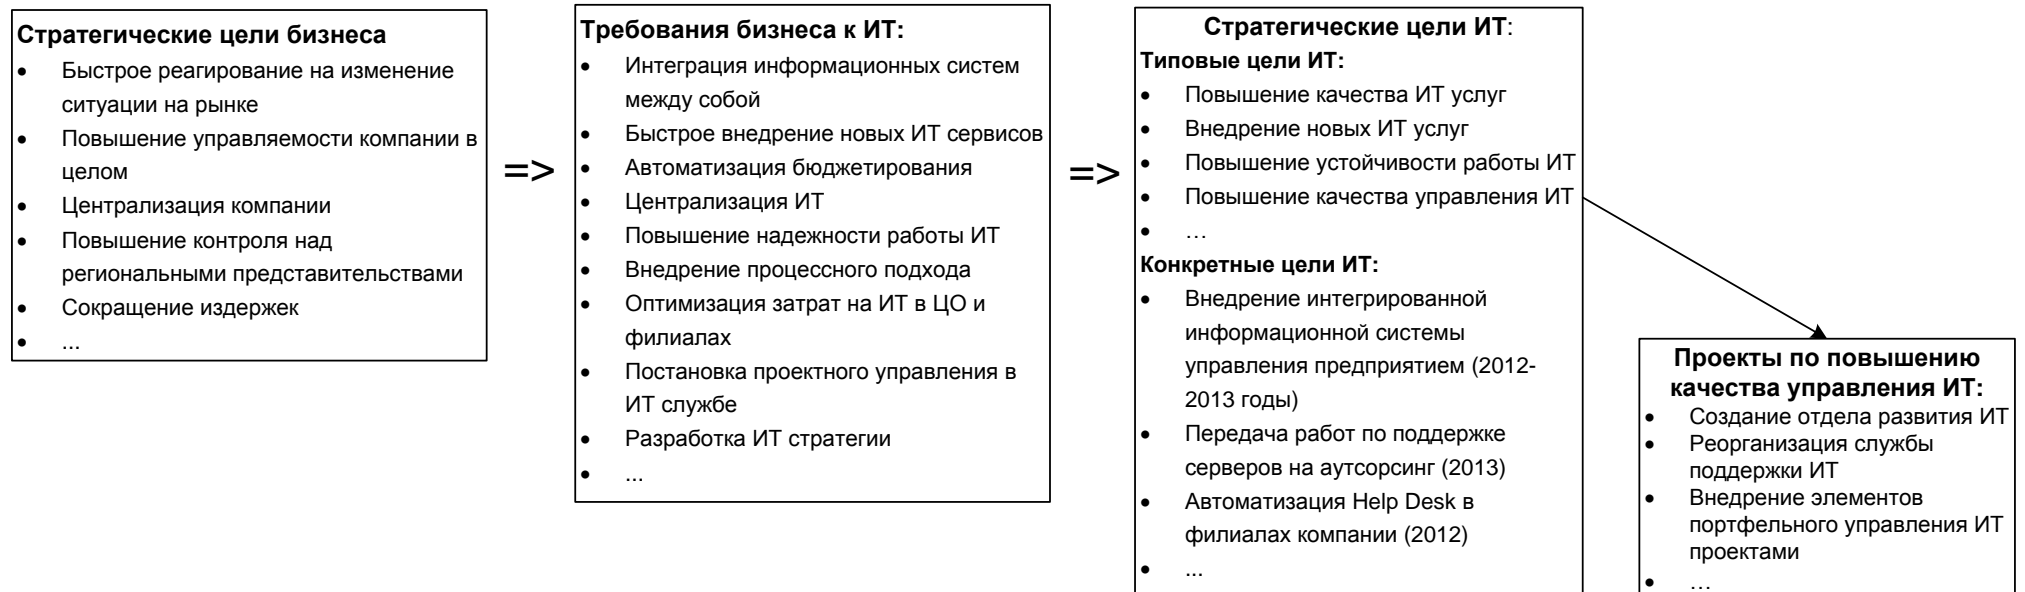 Стратегические цели бизнеса
• Быстрое реагирование на изменение
ситуации на рынке
• Повышение управляемости компании в
целом
• Централизация компании
• Повышение контроля над
региональными представительствами
• Сокращение издержек
• ...
=>
Требования бизнеса к ИТ:
• Интеграция информационных систем
между собой
• Быстрое внедрение новых ИТ сервисов
• Автоматизация бюджетирования
• Централизация ИТ
• Повышение надежности работы ИТ
• Внедрение процессного подхода
• Оптимизация затрат на ИТ в ЦО и
филиалах
• Постановка проектного управления в
ИТ службе
• Разработка ИТ стратегии
• ...
=>
Стратегические цели ИТ:
Типовые цели ИТ:
• Повышение качества ИТ услуг
• Внедрение новых ИТ услуг
• Повышение устойчивости работы ИТ
• Повышение качества управления ИТ
• …
Конкретные цели ИТ:
• Внедрение интегрированной
информационной системы
управления предприятием (2012-
2013 годы)
• Передача работ по поддержке
серверов на аутсорсинг (2013)
• Автоматизация Help Desk в
филиалах компании (2012)
• ...
Проекты по повышению
качества управления ИТ:
• Создание отдела развития ИТ
• Реорганизация службы
поддержки ИТ
• Внедрение элементов
портфельного управления ИТ
проектами
• …